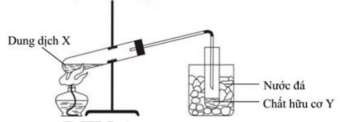 Dung dịch X
Nước đá
Chất hữu cơ Y